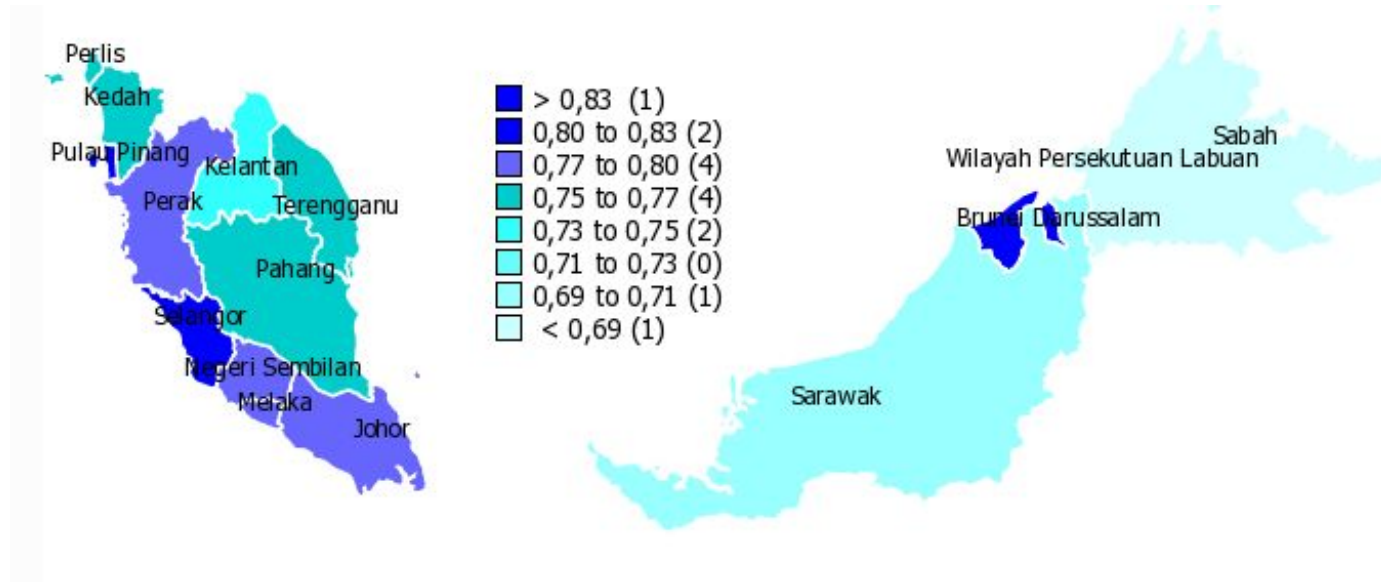 Perlis
Kedah
Pulau Pinang
Kelantan
Perak
Terengganu
Pahang
Selangor
Negeri Sembilan
Melaka
Johor
> 0,83 (1)
0,80 to 0,83 (2)
0,77 to 0,80 (4)
0,75 to 0,77 (4)
0,73 to 0,75 (2)
0,71 to 0,73 (0)
0,69 to 0,71 (1)
< 0,69 (1)
Sabah
Wilayah Persekutuan Labuan
Brunei Darussalam
Sarawak